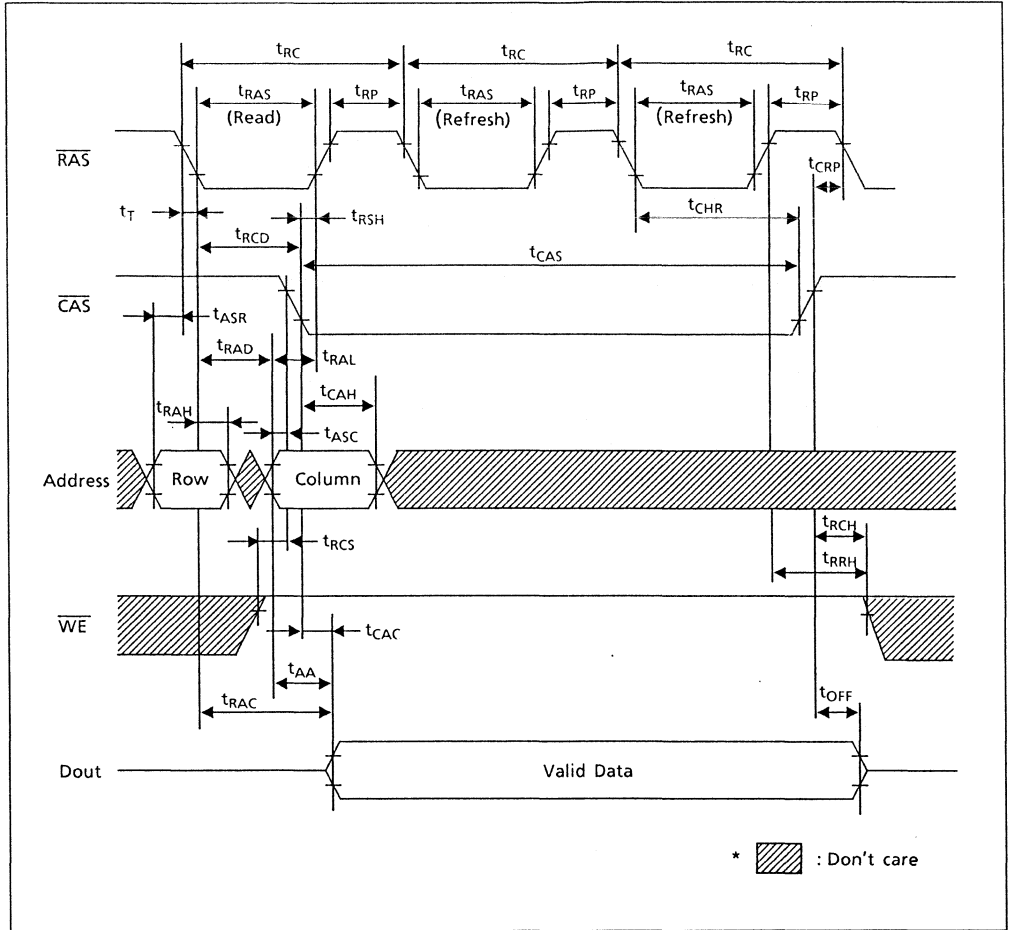 tRC tRC tRC
tRAS tRP tRAS tRP tRAS tRP
(Read) (Refresh) (Refresh)
RAS
tCRP
tT tRSH tCHR
tRCD
tCAS
CAS
tASR
tRAD tRAL
tCAH
tRAH
tASC
Address Row Column
tRCH
tRCS
tRRH
WE
tCAC
tAA
tOFF
tRAC
Dout Valid Data
* : Don't care